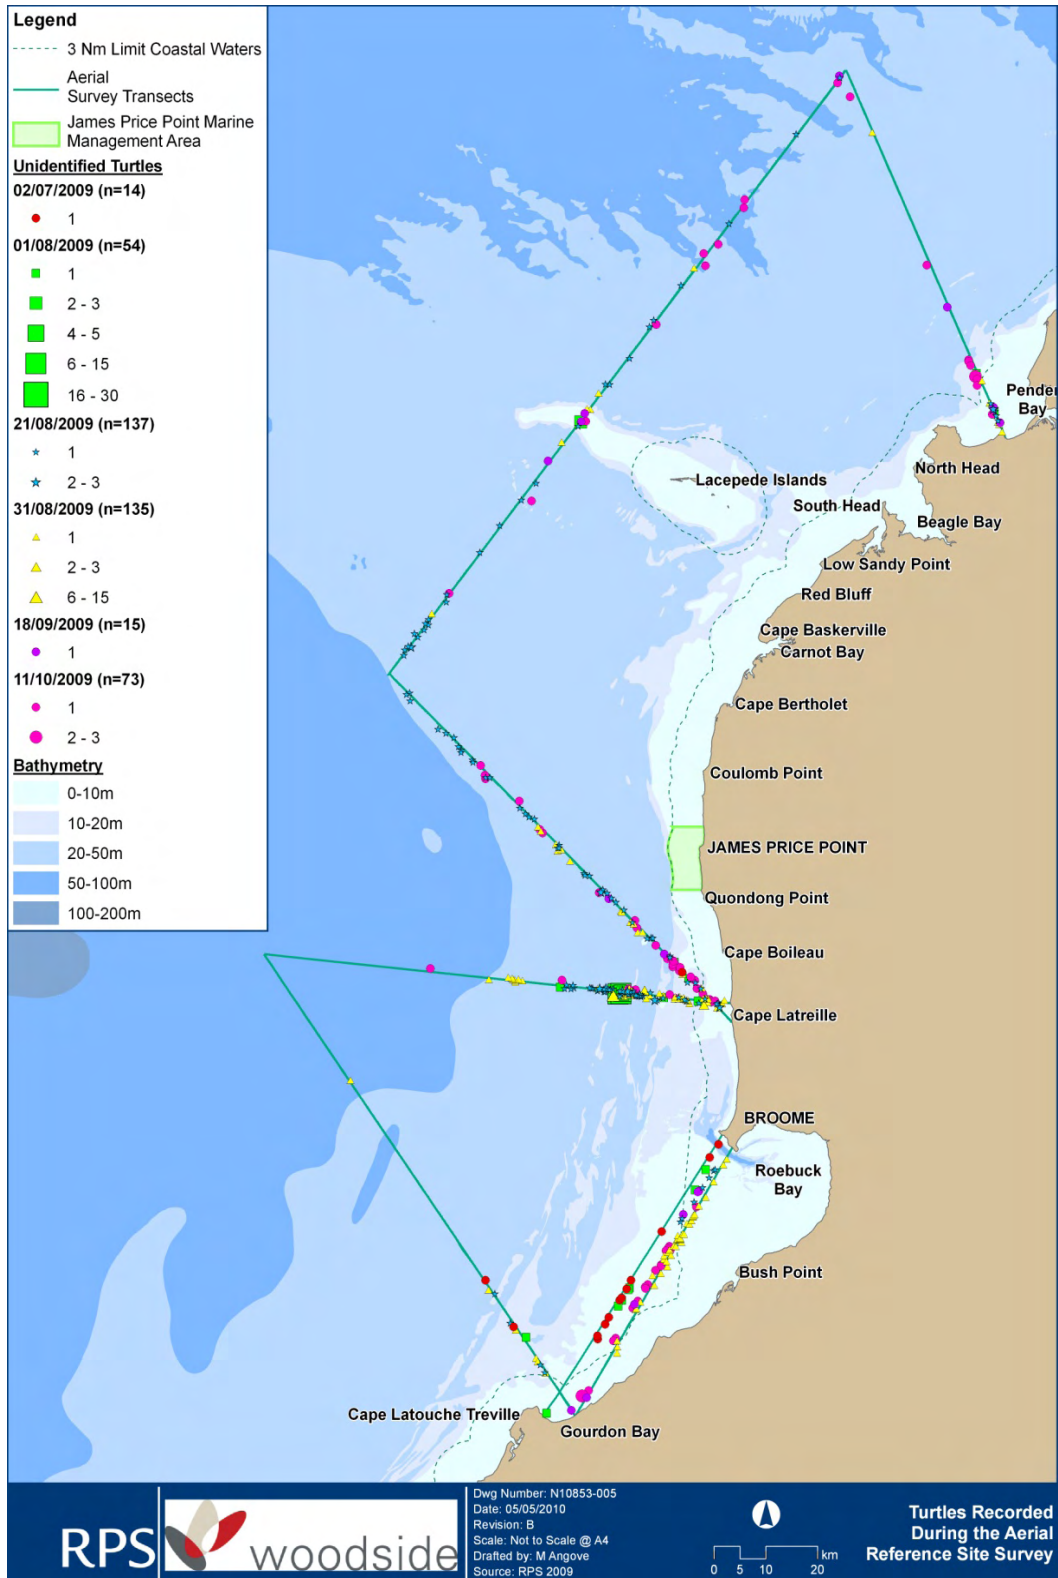 Legend
3 Nm Limit Coastal Waters
Aerial
Survey Transects
James Price Point Marine
Management Area
Unidentified Turtles
02/07/2009 (n=14)
1
01/08/2009 (n=54)
1
2 - 3
4 - 5
6 - 15
16 - 30
21/08/2009 (n=137)
1
2 - 3
31/08/2009 (n=135)
1
2 - 3
6 - 15
18/09/2009 (n=15)
1
11/10/2009 (n=73)
1
2 - 3
Bathymetry
0-10m
10-20m
20-50m
50-100m
100-200m
Pender
Bay
North Head
Lacepede Islands
South Head
Beagle Bay
Low Sandy Point
Red Bluff
Cape Baskerville
Carnot Bay
Cape Bertholet
Coulomb Point
JAMES PRICE POINT
Quondong Point
Cape Boileau
Cape Latreille
BROOME
Roebuck
Bay
Bush Point
Cape Latouche Treville
Gourdon Bay
RPS
woodside
Dwg Number: N10853-005
Date: 05/05/2010
Revision: B
Scale: Not to Scale @ A4
Drafted by: M Angove
Source: RPS 2009
km
0 5 10 20
Turtles Recorded
During the Aerial
Reference Site Survey